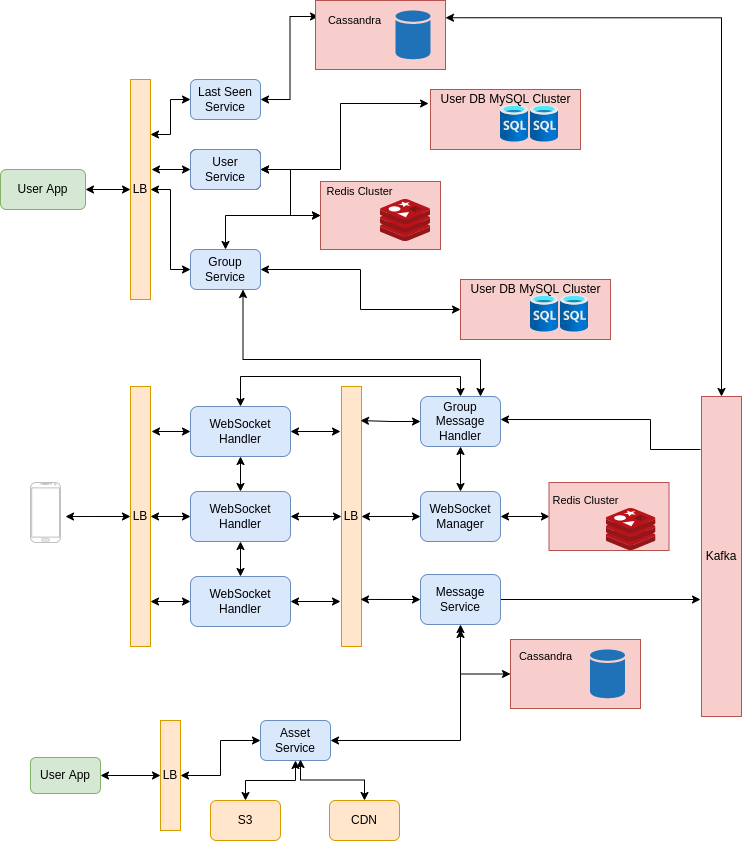 Cassandra
Last Seen
Service
User DB MySQL Cluster
SQL
SQL
User
Service
User App
LB
Redis Cluster
Group
Service
User DB MySQL Cluster
SQL
SQL
WebSocket
Handler
Group
Message
Handler
LB
WebSocket
Handler
LB
WebSocket
Manager
Redis Cluster
Kafka
WebSocket
Handler
Message
Service
Cassandra
Asset
Service
User App
LB
S3
CDN